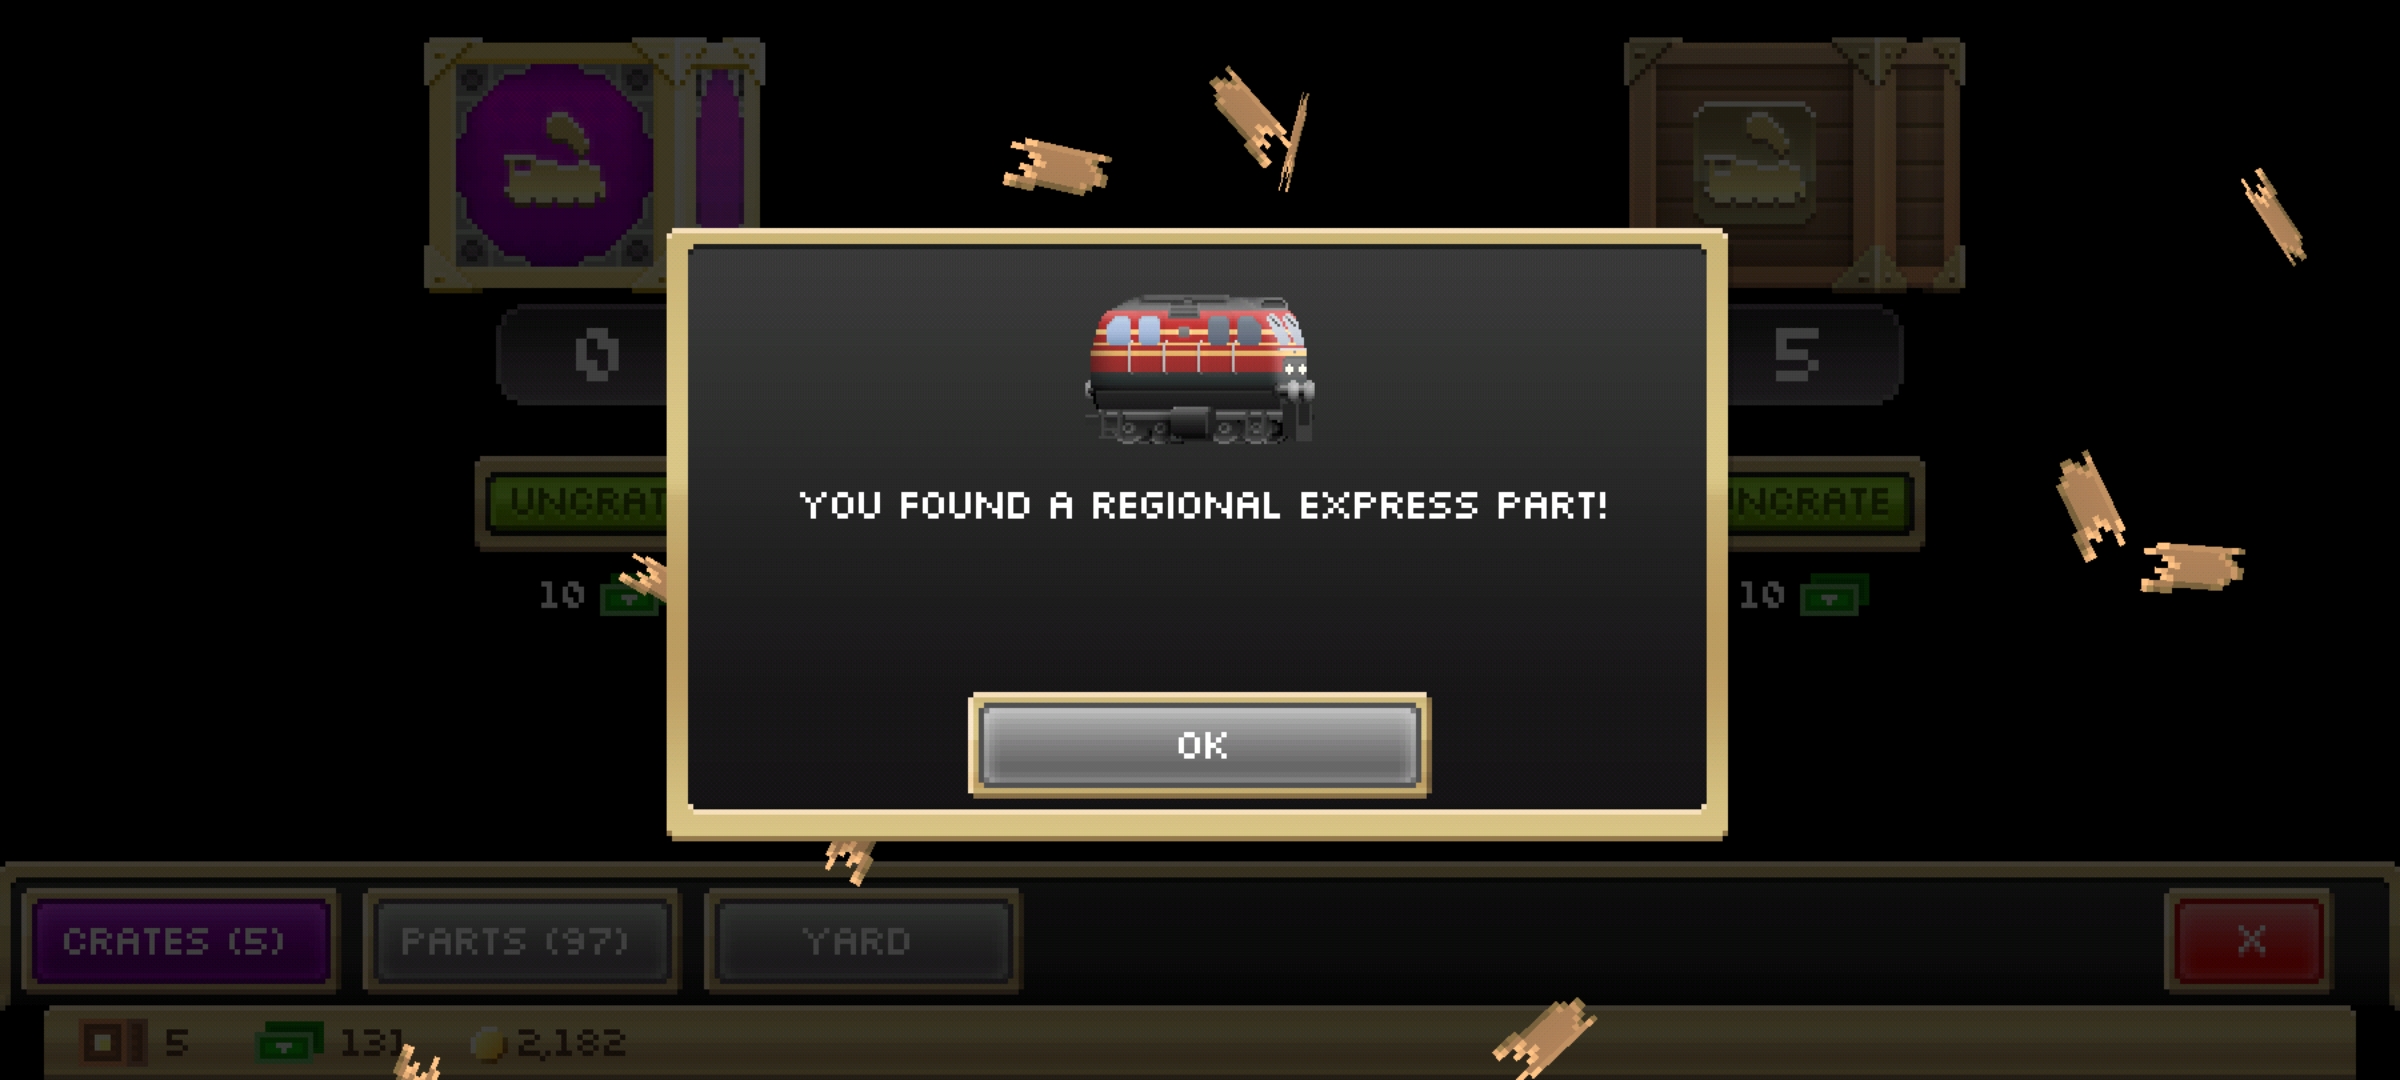 0
5
YOU FOUND A REGIONAL EXPRESS PART!
UNCRAT
NCRATE
10
10
OK
CRATES (5)
PARTS (97)
YARD
X
5
131
2,182